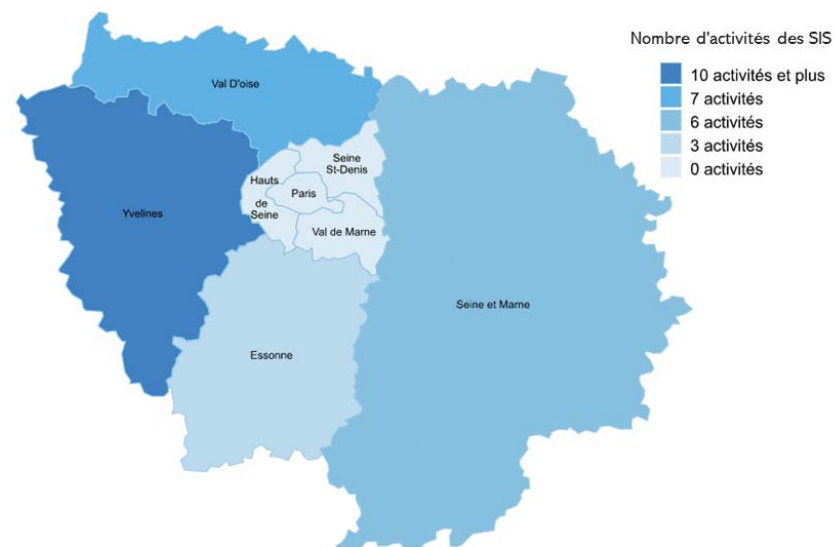 Nombre d'activités des SIS
10 activités et plus
7 activités
6 activités
3 activités
0 activités
Val D'oise
Seine
St-Denis
Hauts
de
Seine
Paris
Yvelines
Val de Marne
Seine et Marne
Essonne